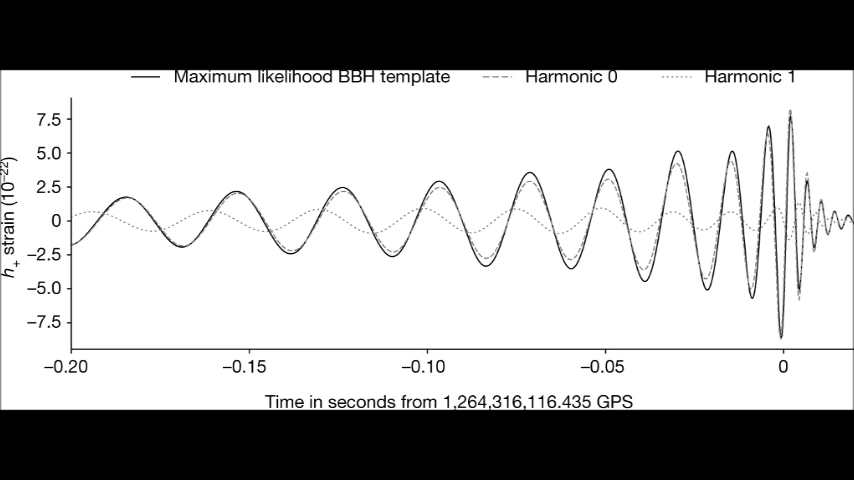 Maximum likelihood BBH template Harmonic 0 Harmonic 1
7.5
5.0
2.5
0
−2.5
−5.0
−7.5
h+ strain (10−22)
−0.20 −0.15 −0.10 −0.05 0
Time in seconds from 1,264,316,116.435 GPS